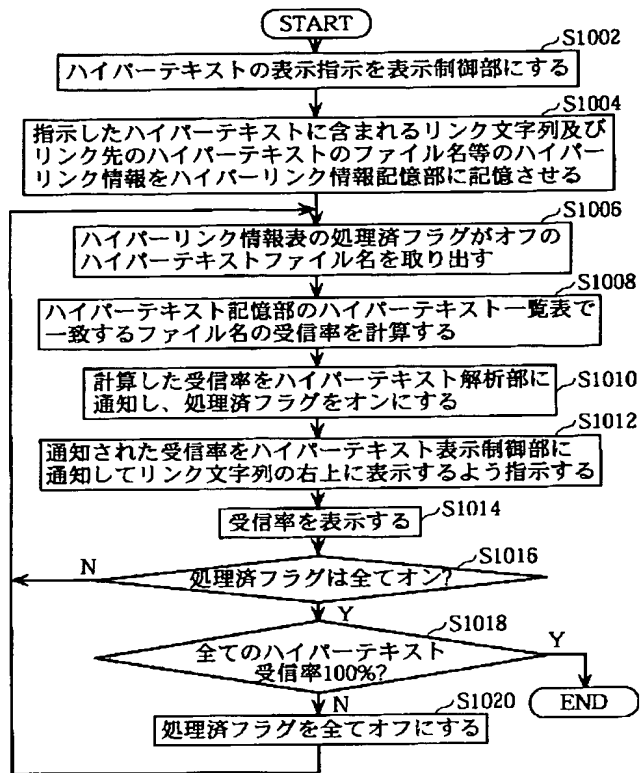 START
S1002
ハイパーテキストの表示指示を表示制御部にする
S1004
指示したハイパーテキストに含まれるリンク文字列及び
リンク先のハイパーテキストのファイル名等のハイパー
リンク情報をハイパーリンク情報記憶部に記憶させる
S1006
ハイパーリンク情報表の処理済フラグがオフの
ハイパーテキストファイル名を取り出す
S1008
ハイパーテキスト記憶部のハイパーテキスト一覧表で
一致するファイル名の受信率を計算する
計算した受信率をハイパーテキスト解析部に
通知し、処理済フラグをオンにする
S1010
S1012
通知された受信率をハイパーテキスト表示制御部に
通知してリンク文字列の右上に表示するよう指示する
受信率を表示する
S1014
S1016
N
処理済フラグは全てオン?
Y
S1018
全てのハイパーテキスト
受信率100%?
Y
N
END
S1020
処理済フラグを全てオフにする